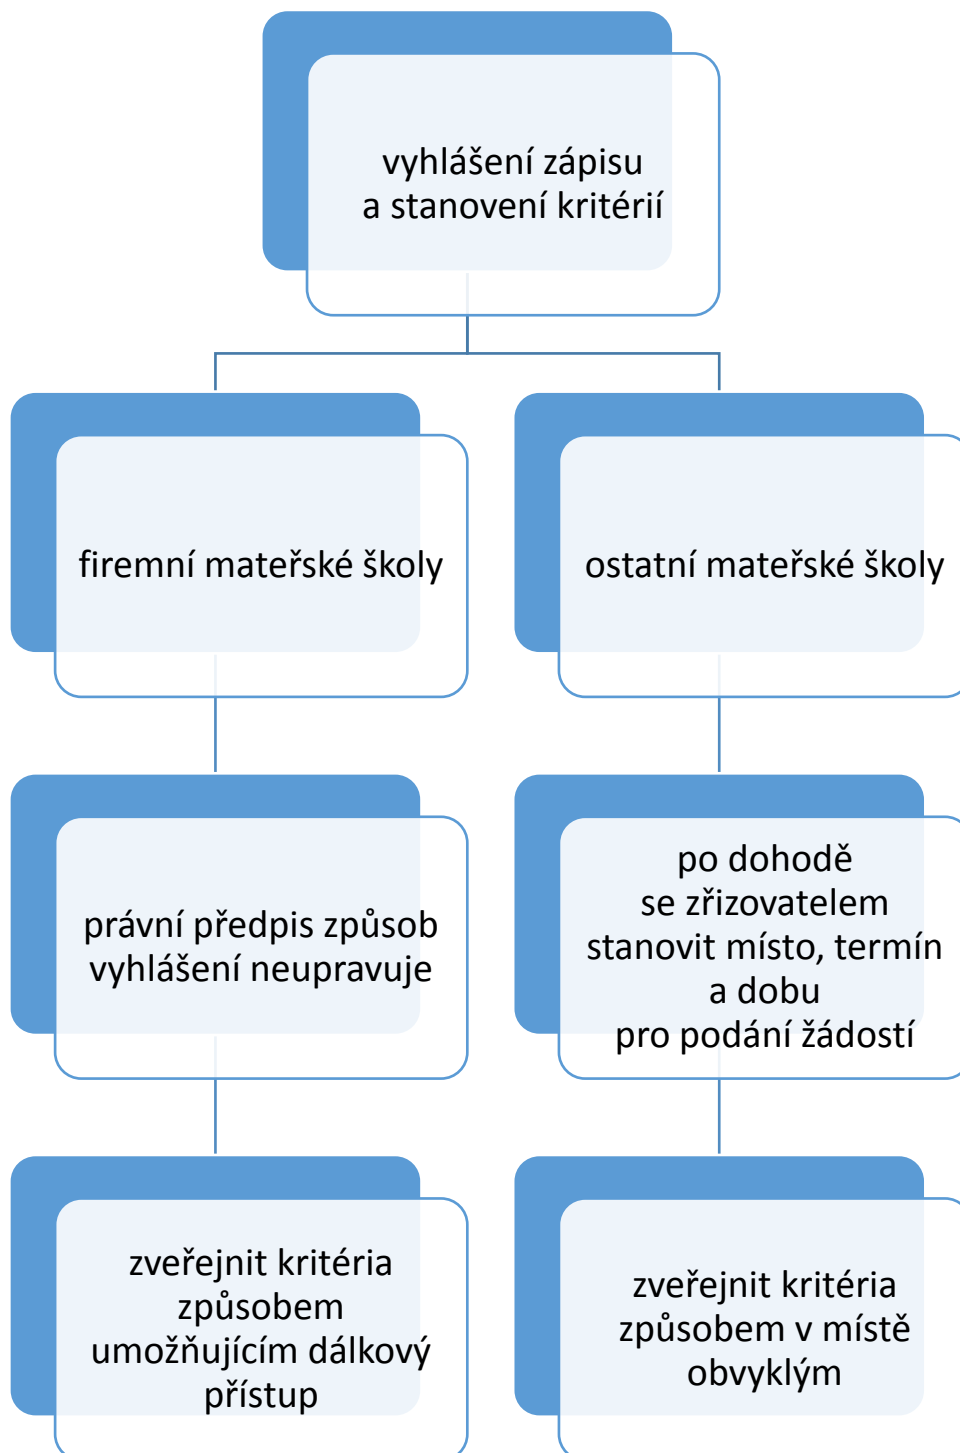 vyhlášení zápisu
a stanovení kritérií
firemní mateřské školy
ostatní mateřské školy
právní předpis způsob
vyhlášení neupravuje
po dohodě
se zřizovatelem
stanovit místo, termín
a dobu
pro podání žádostí
zveřejnit kritéria
způsobem
umožňujícím dálkový
přístup
zveřejnit kritéria
způsobem v místě
obvyklým